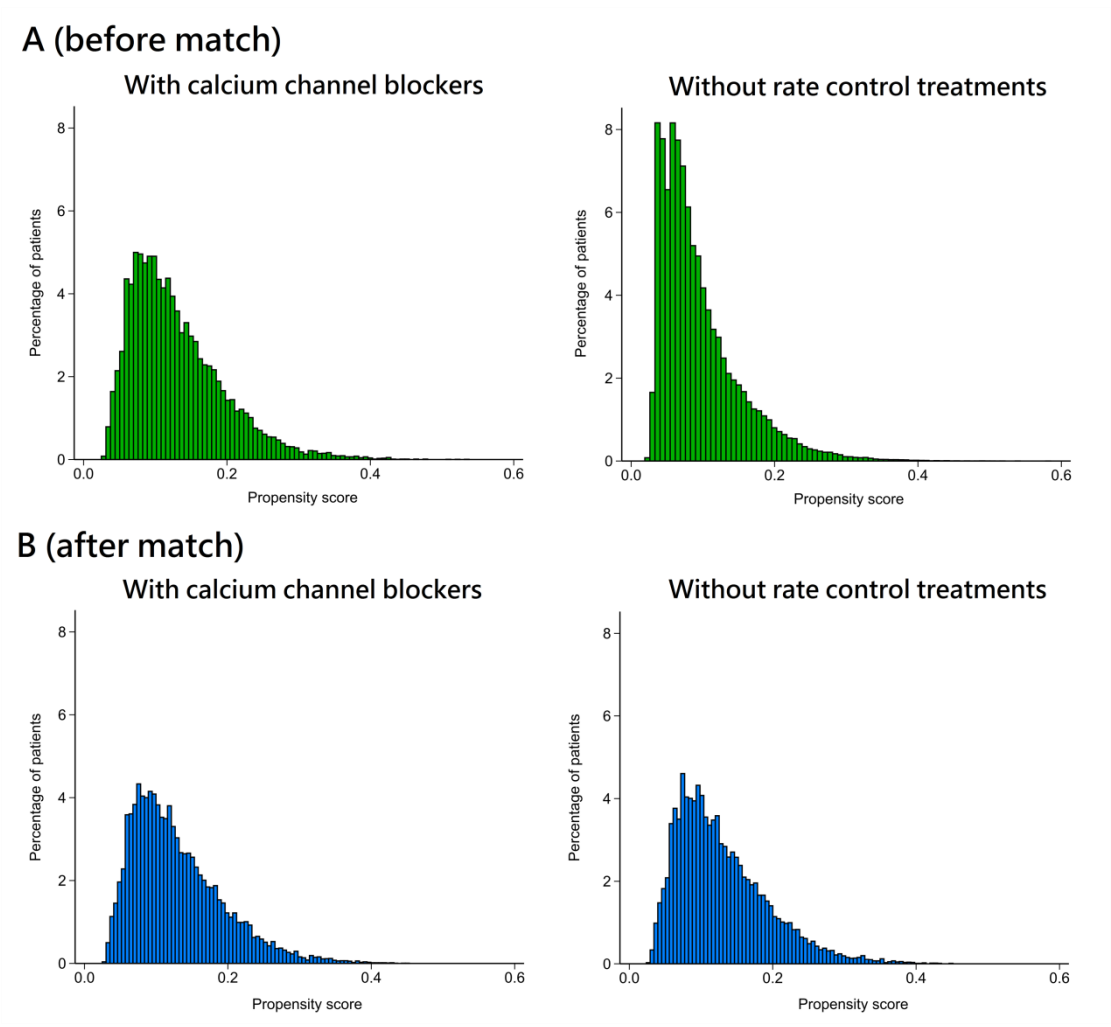 A (before match)
With calcium channel blockers
Without rate control treatments
Percentage of patients
8
6
4
2
0
0.0
0.2
0.4
0.6
Propensity score
Percentage of patients
8
6
4
2
0
0.0
0.2
0.4
0.6
Propensity score
B (after match)
With calcium channel blockers
Without rate control treatments
Percentage of patients
8
6
4
2
0
0.0
0.2
0.4
0.6
Propensity score
Percentage of patients
8
6
4
2
0
0.0
0.2
0.4
0.6
Propensity score